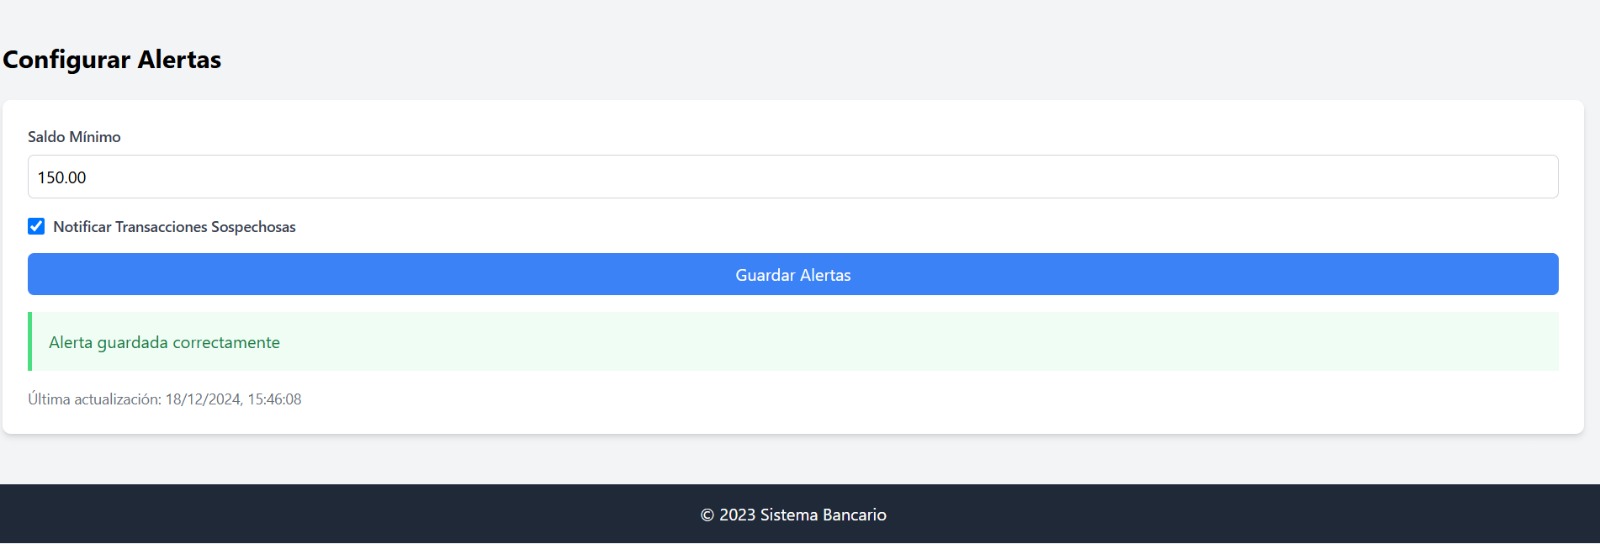 Configurar Alertas
Saldo Mínimo
150.00
Notificar Transacciones Sospechosas
Guardar Alertas
Alerta guardada correctamente
Última actualización: 18/12/2024, 15:46:08
© 2023 Sistema Bancario